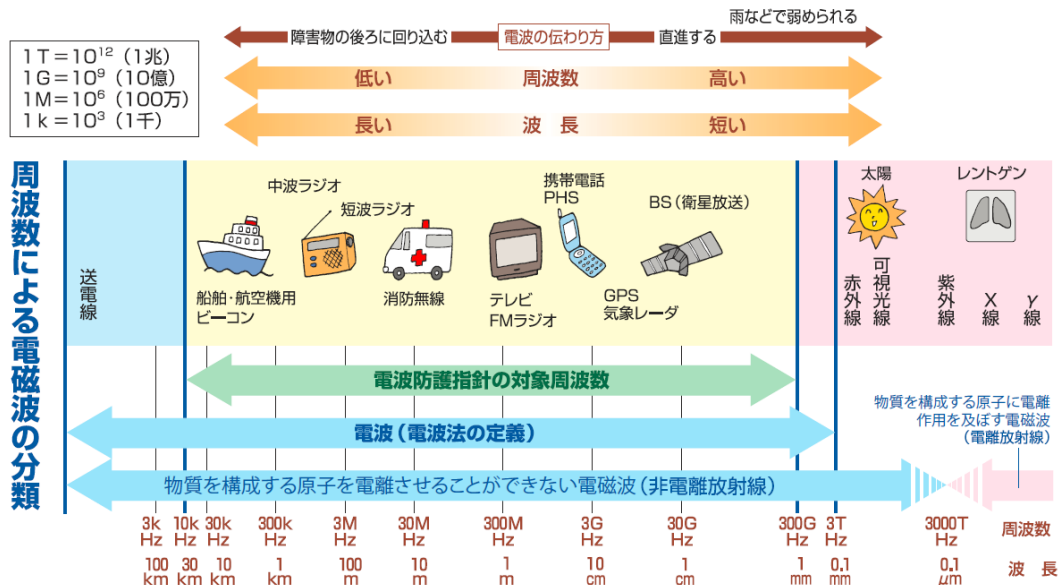 雨などで弱められる
障害物の後ろに回り込む 電波の伝わり方 直進する
1T=10¹²(1兆)
1G=10⁹(10億)
1M=10⁶(100万)
1k=10³(1千)
低い 周波数 高い
長い 波長 短い
周波数による電磁波の分類
送電線
中波ラジオ
短波ラジオ
船舶・航空機用
ビーコン
消防無線
テレビ
FMラジオ
携帯電話
PHS
GPS
気象レーダ
BS(衛星放送)
太陽
赤外線
可視光線
レントゲン
紫外線
X線
γ線
電波防護指針の対象周波数
電波(電波法の定義)
物質を構成する原子に電離
作用を及ぼす電磁波
(電離放射線)
物質を構成する原子を電離させることができない電磁波(非電離放射線)
3k 10k 30k 300k 3M 30M 300M 3G 30G 300G 3T 3000T 周波数
Hz Hz Hz Hz Hz Hz Hz Hz Hz Hz Hz Hz
100 30 10 1 100 10 1 10 1 1 0.1 0.1 波長
km km km km m m m cm cm mm mm μm